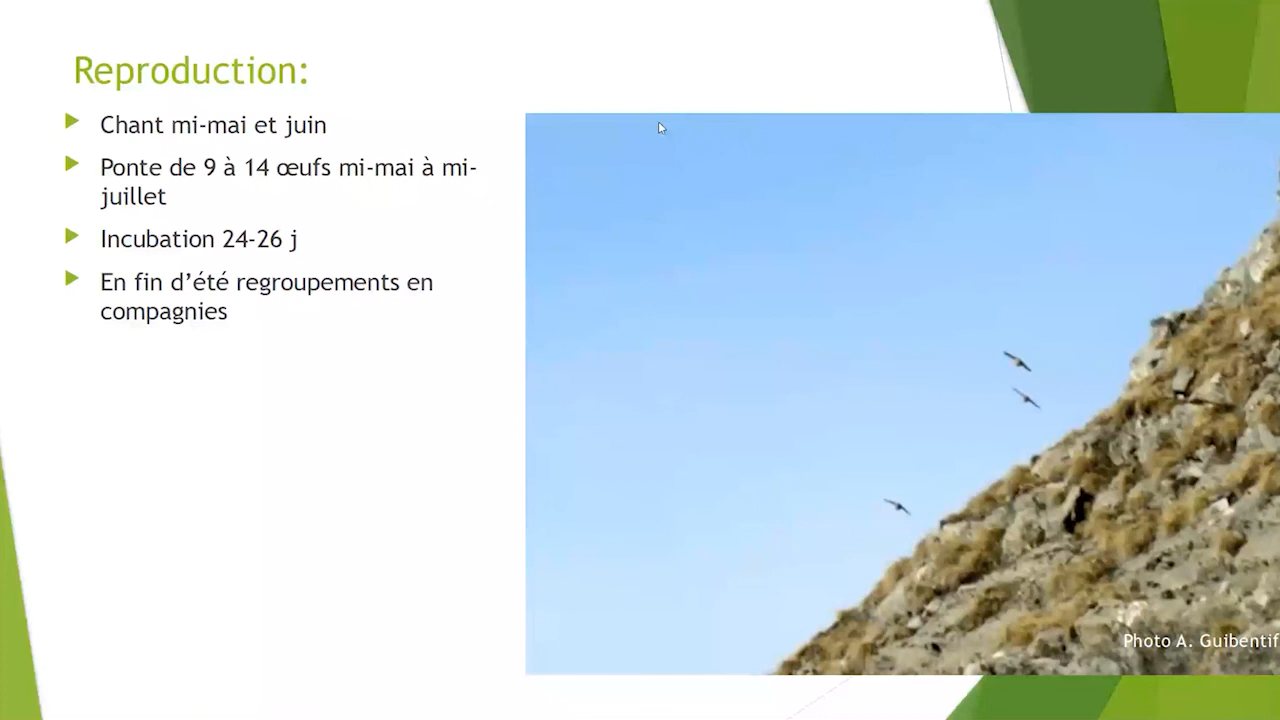 Reproduction:
Chant mi-mai et juin
Ponte de 9 à 14 œufs mi-mai à mi-
juillet
Incubation 24-26 j
En fin d’été regroupements en
compagnies
Photo A. Guibentif